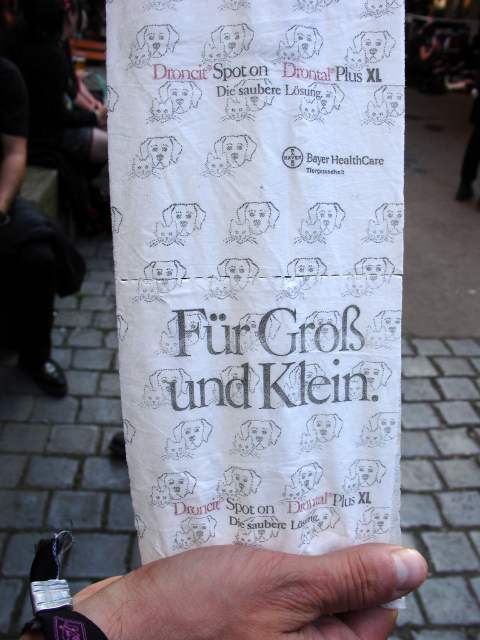 Droncit® Spot on Drontal® Plus XL
Die saubere Lösung.
BAYER
Bayer HealthCare
Tiergesundheit
Für Groß
und Klein.
Droncit® Spot on Drontal® Plus XL
Die saubere Lösung.